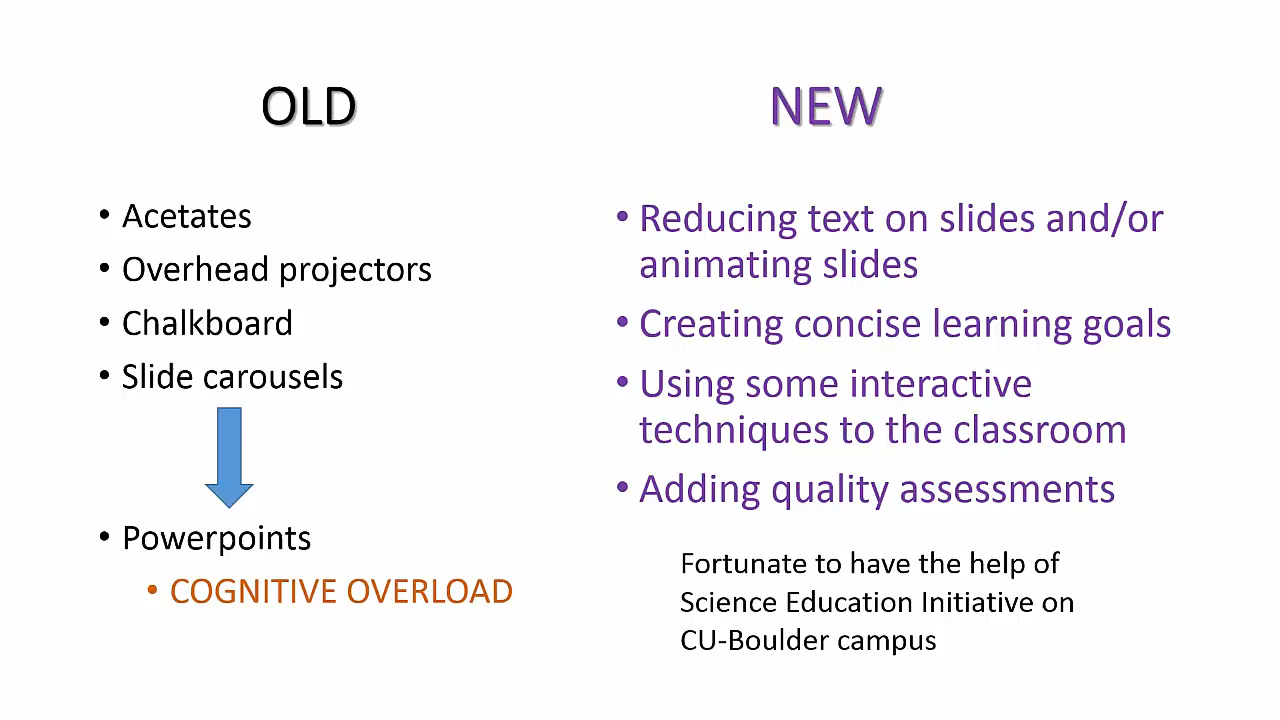 OLD
• Acetates
• Overhead projectors
• Chalkboard
• Slide carousels
• Powerpoints
• COGNITIVE OVERLOAD
NEW
• Reducing text on slides and/or
animating slides
• Creating concise learning goals
• Using some interactive
techniques to the classroom
• Adding quality assessments
Fortunate to have the help of
Science Education Initiative on
CU-Boulder campus